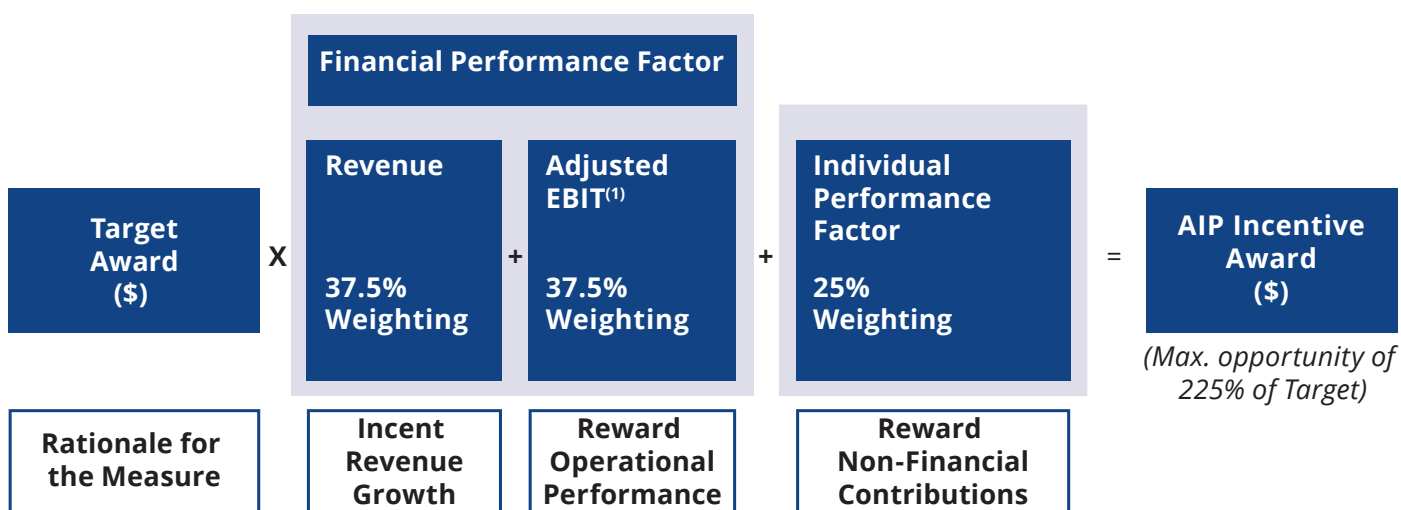 Financial Performance Factor
Target
Award
($)
X
Revenue
37.5%
Weighting
+
Adjusted
EBIT(1)
37.5%
Weighting
+
Individual
Performance
Factor
25%
Weighting
=
AIP Incentive
Award
($)
(Max. opportunity of
225% of Target)
Rationale for
the Measure
Incent
Revenue
Growth
Reward
Operational
Performance
Reward
Non-Financial
Contributions